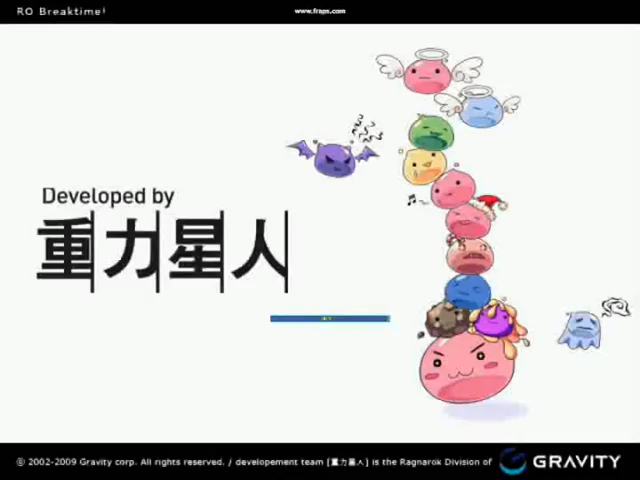 RO Breaktime!
www.fraps.com
Developed by
重力星人
ⓒ 2002-2009 Gravity corp. All rights reserved. / developement team [重力星人] is the Ragnarok Division of
GRAVITY